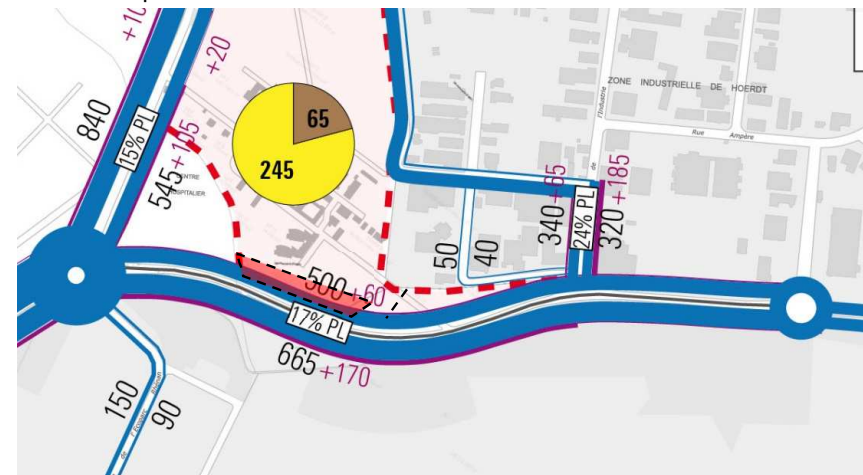 +20
ZONE INDUSTRIELLE DE HOERDT
l'Industrie
Rue Ampère
840
15% PL
65
245
545 +105
CENTRE
HOSPITALIER
de
50
40
340 +65
24% PL
320 +185
500 +60
17% PL
665 +170
150
90